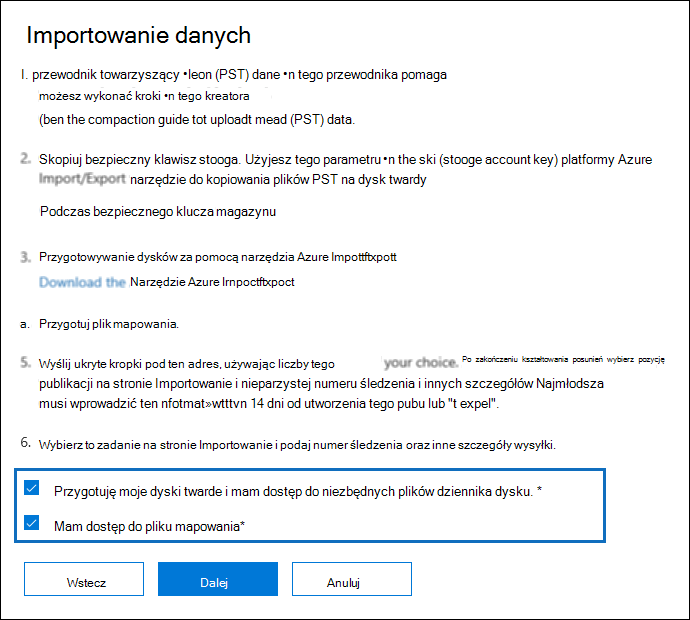 Importowanie danych
I. przewodnik towarzyszący •leon (PST) dane •n tego przewodnika pomaga
możesz wykonać kroki •n tego kreatora
(ben the compaction guide tot uploadt mead (PST) data.
2. Skopiuj bezpieczny klawisz stooga. Użyjesz tego parametru •n the ski (stooge account key) platformy Azure
Import/Export narzędzie do kopiowania plików PST na dysk twardy
Podczas bezpiecznego klucza magazynu
3. Przygotowywanie dysków za pomocą narzędzia Azure Impottftxpott
Download the Narzędzie Azure Irnpoctftxpoct
a. Przygotuj plik mapowania.
5. Wyślij ukryte kropki pod ten adres, używając liczby tego your choice. Po zakończeniu kształtowania posunień wybierz pozycję
publikacji na stronie Importowanie i nieparzystej numeru śledzenia i innych szczegółów Najmłodsza
musi wprowadzić ten nfotmat»wtttvn 14 dni od utworzenia tego pubu lub "t expel".
6. Wybierz to zadanie na stronie Importowanie i podaj numer śledzenia oraz inne szczegóły wysyłki.
Przygotuję moje dyski twarde i mam dostęp do niezbędnych plików dziennika dysku. *
Mam dostęp do pliku mapowania*
Wstecz Dalej Anuluj